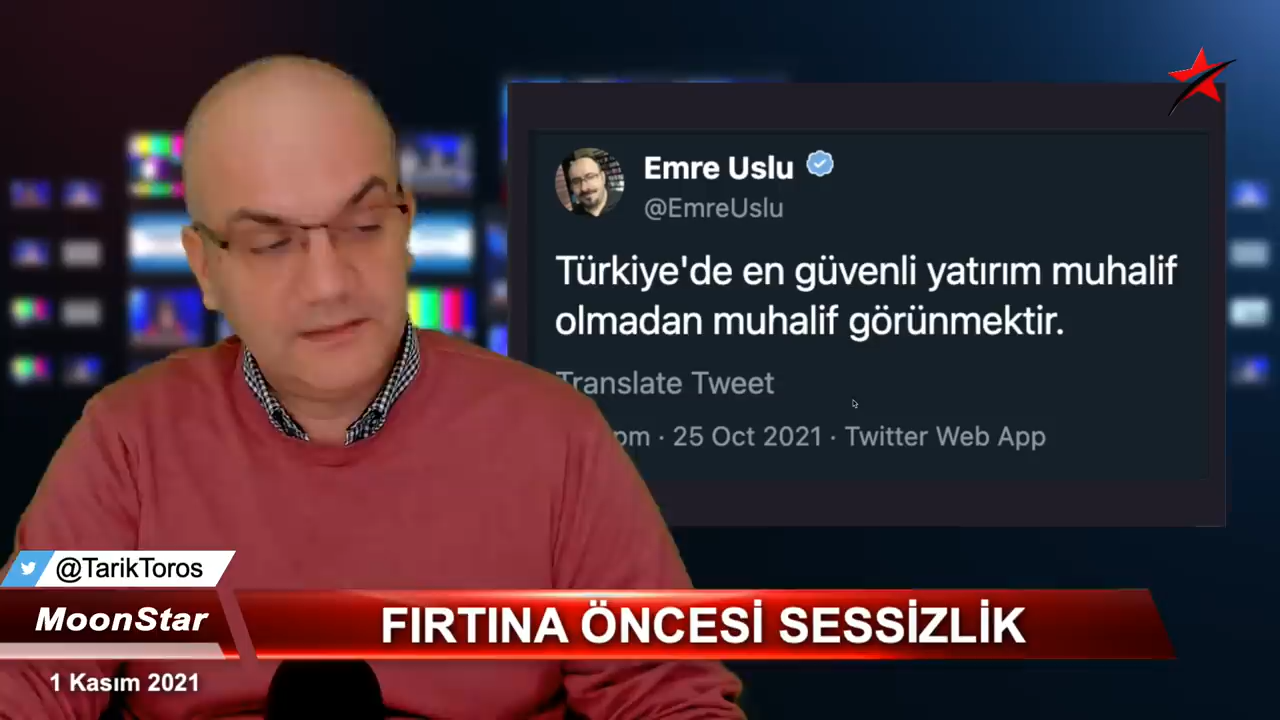 Emre Uslu
@EmreUslu
Türkiye'de en güvenli yatırım muhalif
olmadan muhalif görünmektir.
Translate Tweet
pm · 25 Oct 2021 · Twitter Web App
@TarikToros
MoonStar
FIRTINA ÖNCESİ SESSİZLİK
1 Kasım 2021